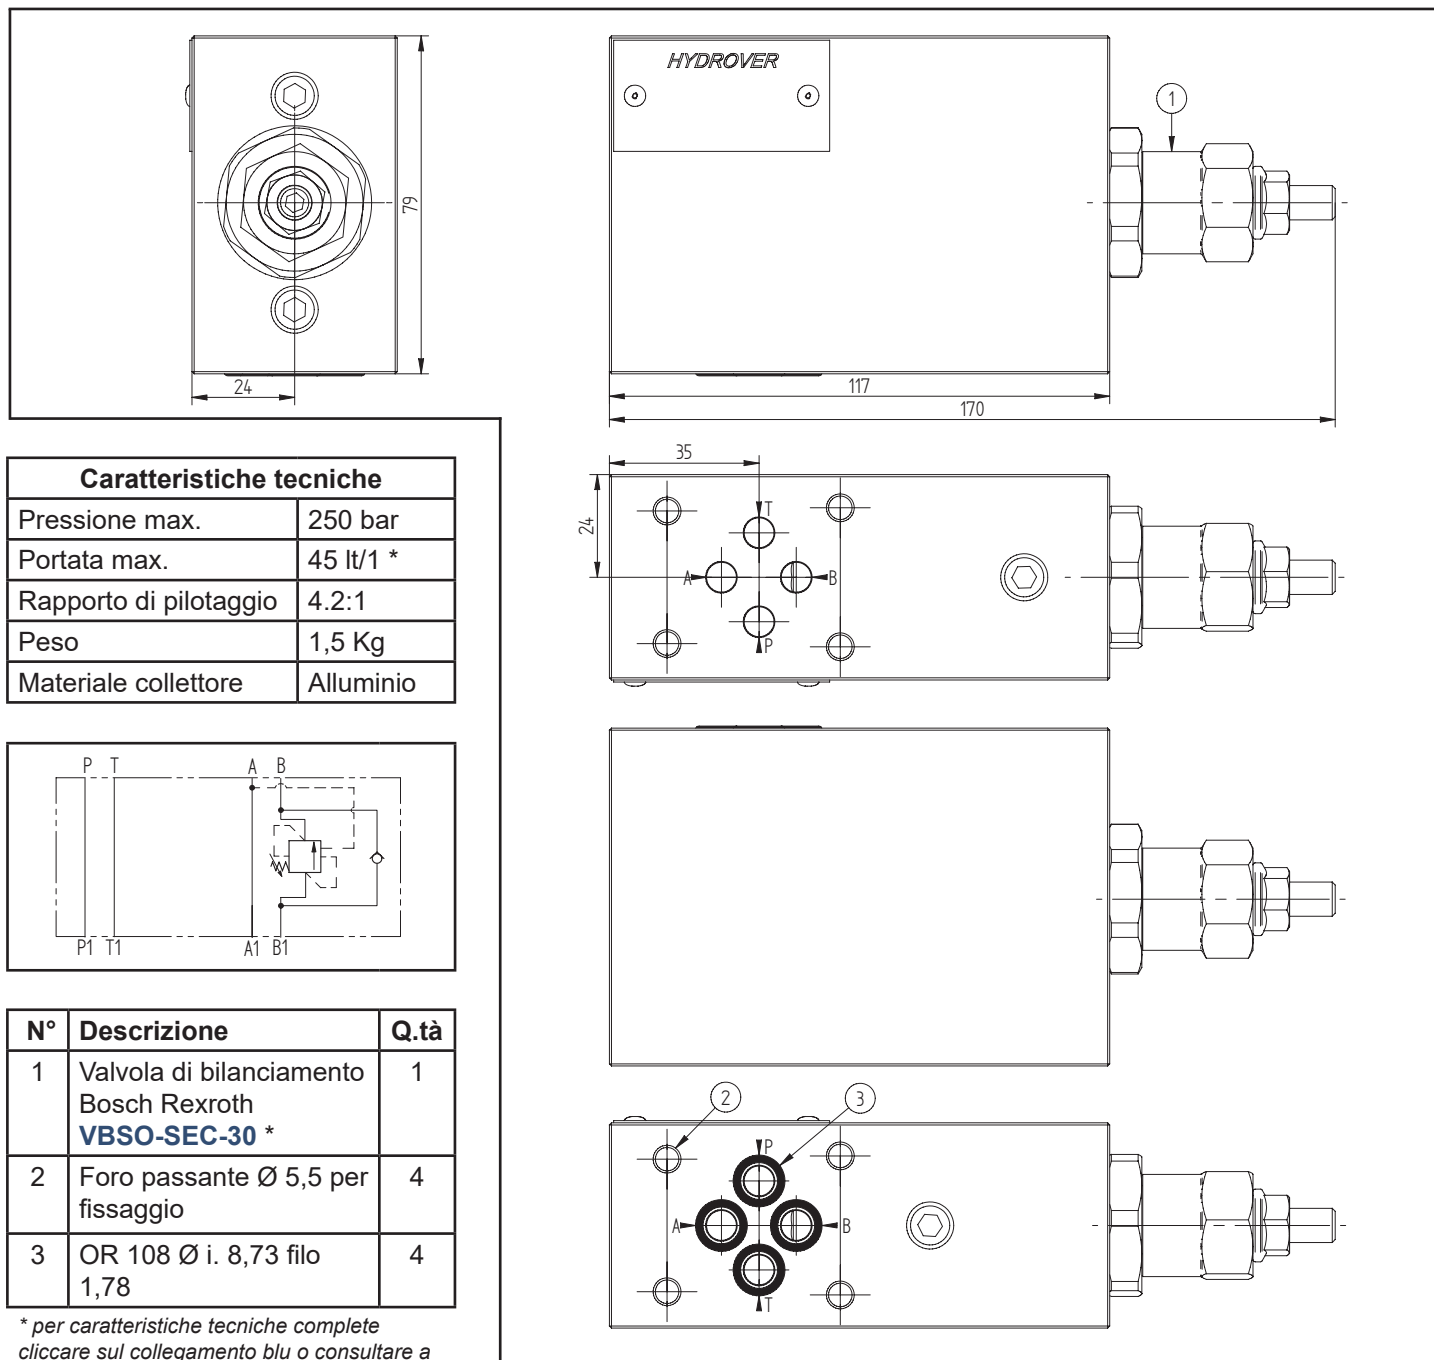 HYDROVER
1
79
24
117
170
35
24
T
A
B
P
Caratteristiche tecniche
Pressione max. 250 bar
Portata max. 45 lt/1 *
Rapporto di pilotaggio 4.2:1
Peso 1,5 Kg
Materiale collettore Alluminio
P T A B
P1 T1 A1 B1
N° Descrizione Q.tà
1 Valvola di bilanciamento 1
Bosch Rexroth
VBSO-SEC-30 *
2 Foro passante Ø 5,5 per 4
fissaggio
3 OR 108 Ø i. 8,73 filo 4
1,78
* per caratteristiche tecniche complete
cliccare sul collegamento blu o consultare a
2
3
P
A
B
T